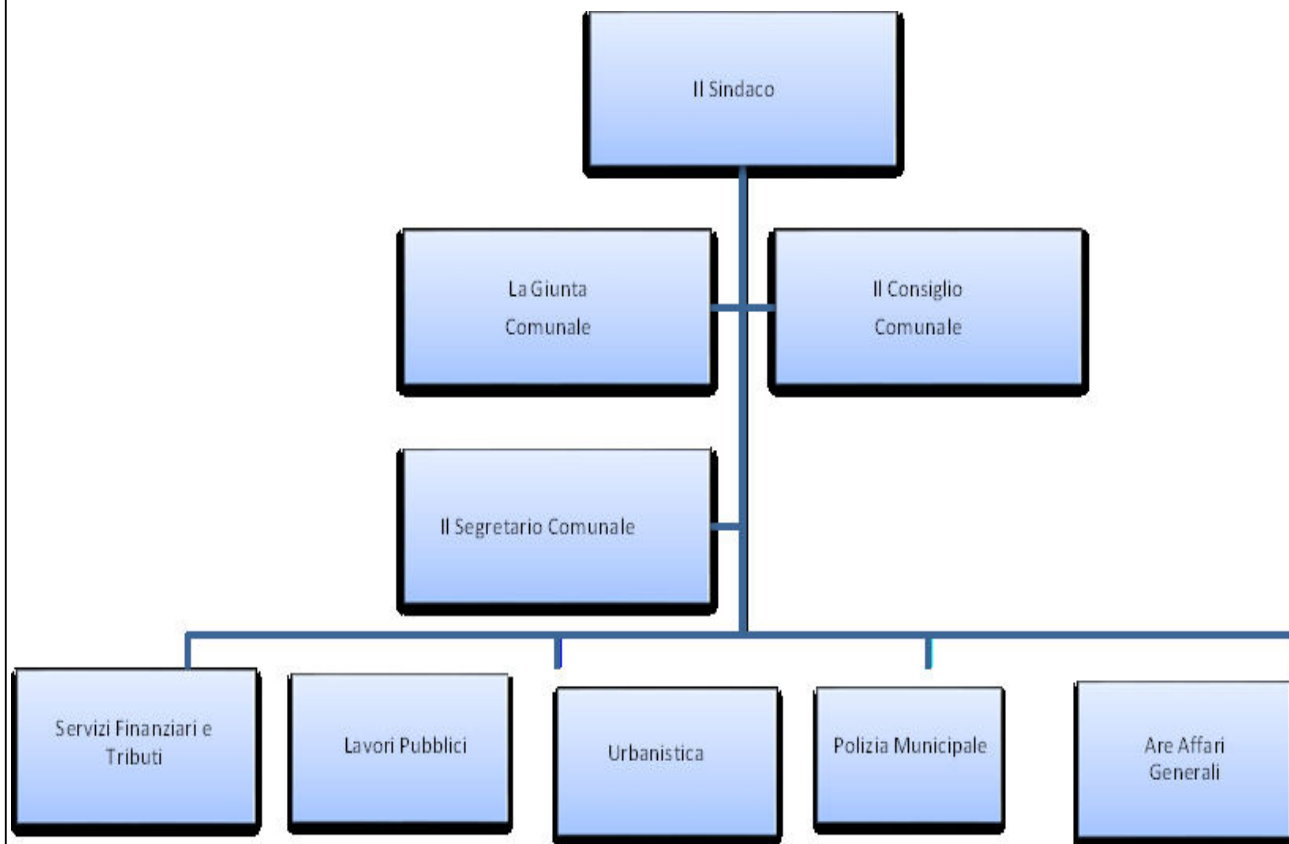 Il Sindaco
La Giunta
Comunale
Il Consiglio
Comunale
Il Segretario Comunale
Servizi Finanziari e
Tributi
Lavori Pubblici
Urbanistica
Polizia Municipale
Are Affari
Generali